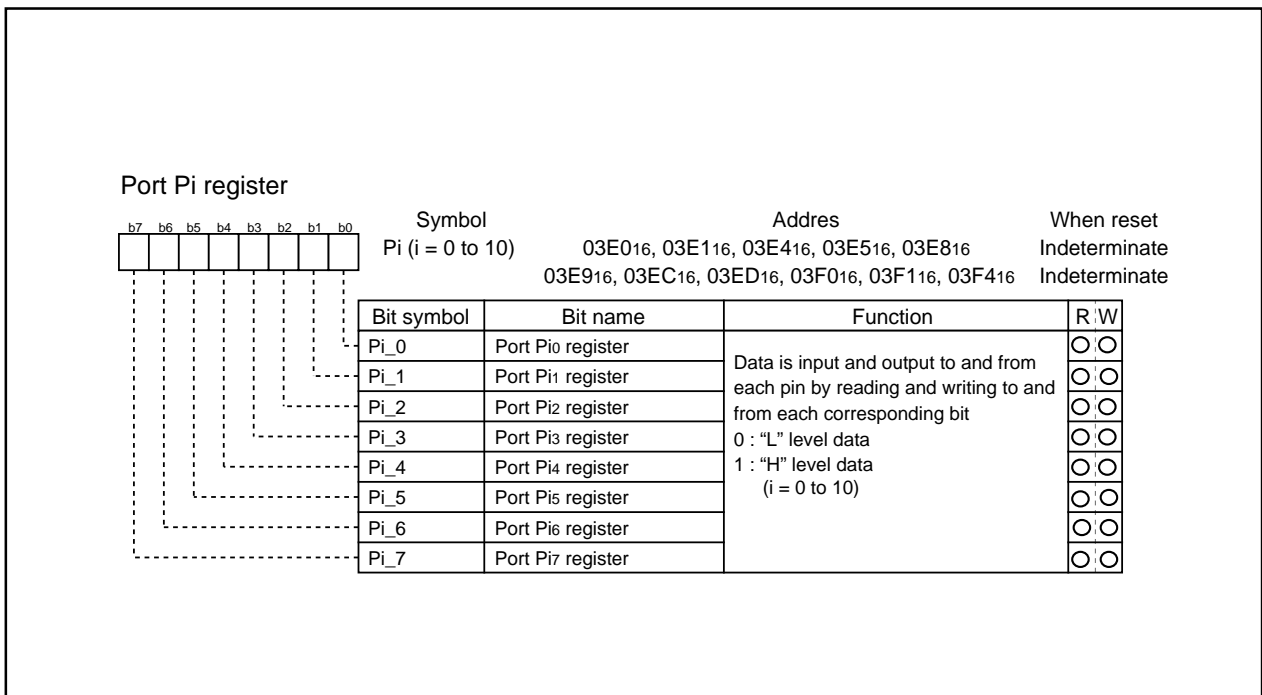 Port Pi register
b7 b6 b5 b4 b3 b2 b1 b0
Symbol Addres When reset
Pi (i = 0 to 10) 03E016, 03E116, 03E416, 03E516, 03E816 Indeterminate
03E916, 03EC16, 03ED16, 03F016, 03F116, 03F416 Indeterminate
Bit symbol Bit name Function R W
Pi_0 Port Pi0 register
Pi_1 Port Pi1 register
Pi_2 Port Pi2 register
Pi_3 Port Pi3 register
Pi_4 Port Pi4 register
Pi_5 Port Pi5 register
Pi_6 Port Pi6 register
Pi_7 Port Pi7 register
Data is input and output to and from
each pin by reading and writing to and
from each corresponding bit
0 : “L” level data
1 : “H” level data
(i = 0 to 10)